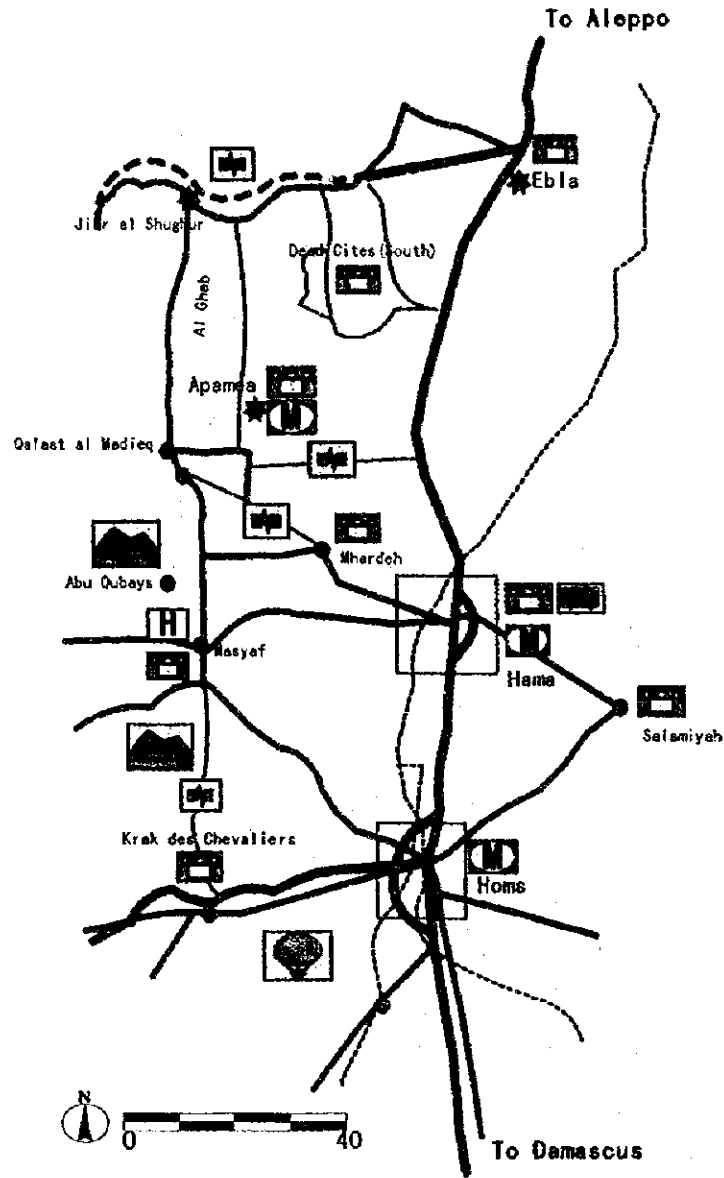 To Aleppo
Ebla
Jisr al Shughur
Dead Cites(South)
Al Ghab
Apamea
M
Qalaat al Madieq
Mhardeh
Abu Qubays
H
Masyaf
M
Hama
Salamiyah
Krak des Chevaliers
M
Homs
N
0 40
To Damascus